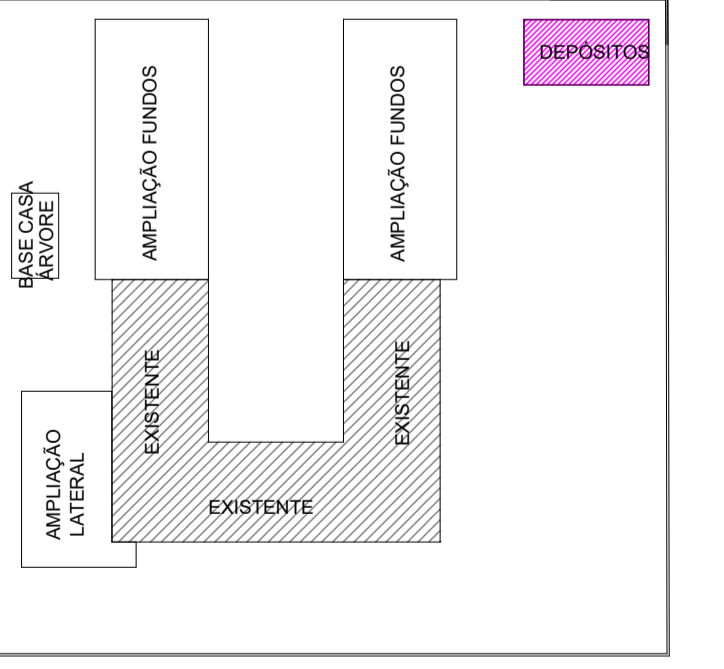 DEPÓSITOS
AMPLIAÇÃO FUNDOS
AMPLIAÇÃO FUNDOS
BASE CASA
ÁRVORE
EXISTENTE
EXISTENTE
AMPLIAÇÃO
LATERAL
EXISTENTE